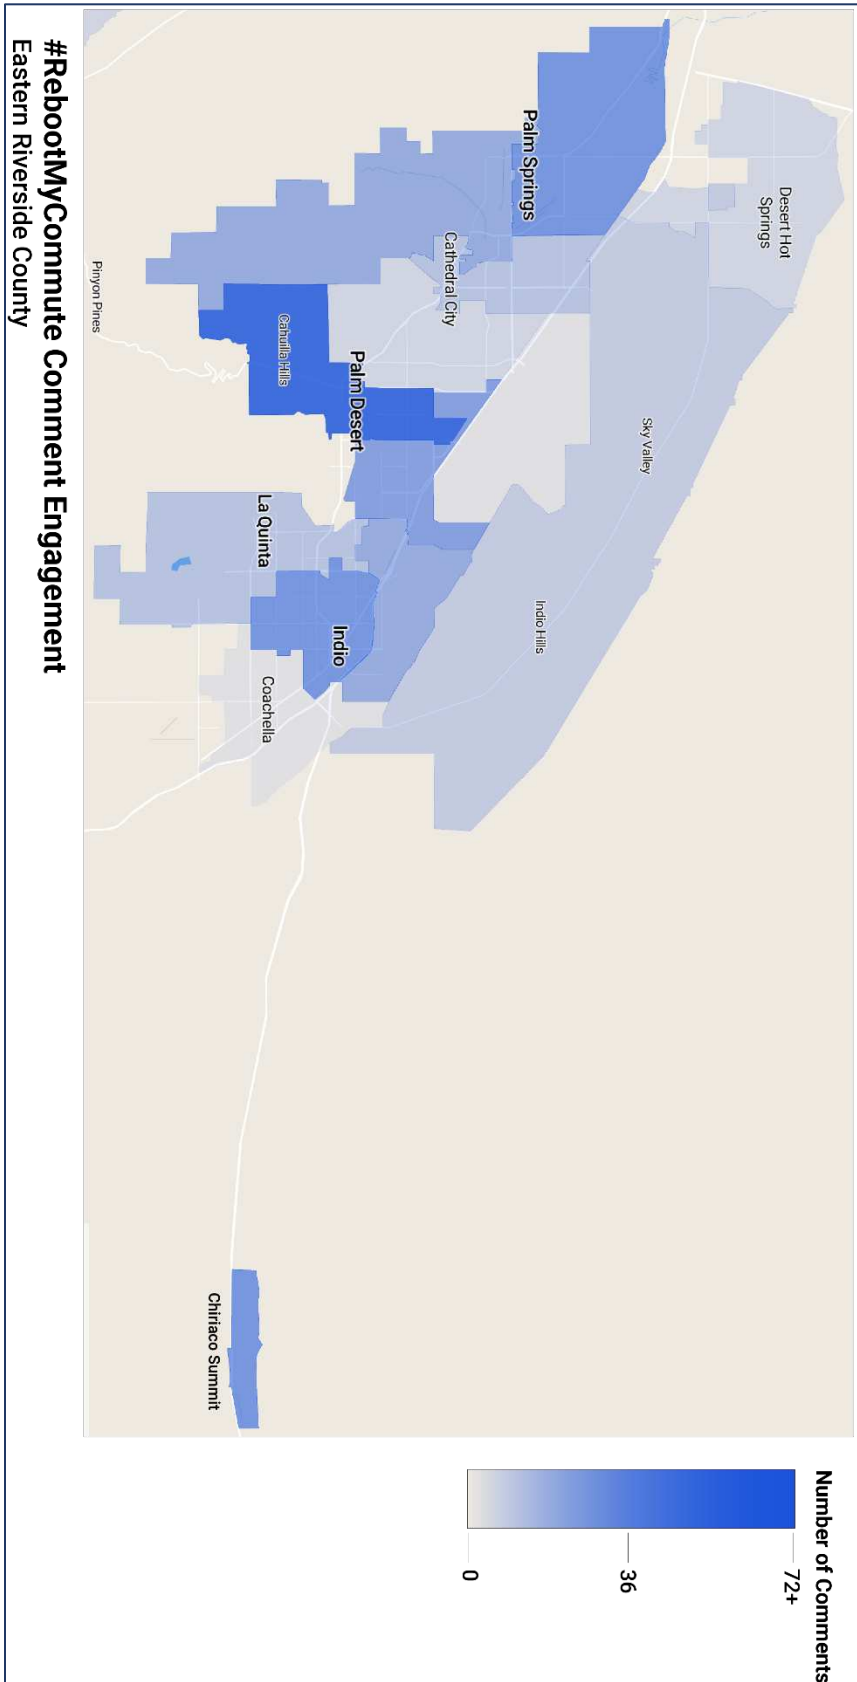 #RebootMyCommute Comment Engagement
Eastern Riverside County
Desert Hot
Springs
Palm Springs
Cathedral City
Sky Valley
Cahuilla Hills
Palm Desert
Pinyon Pines
La Quinta
Indio Hills
Indio
Coachella
Chiriaco Summit
Number of Comments
0
36
72+